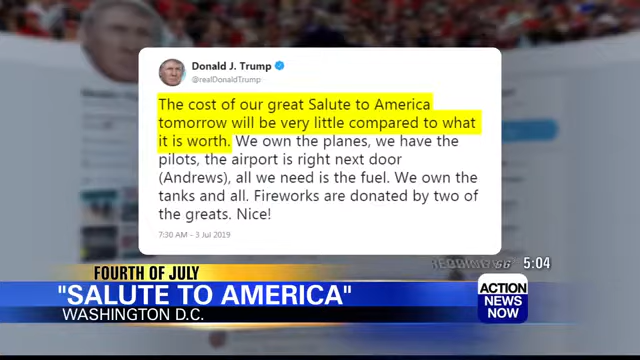 Donald J. Trump
@realDonaldTrump
The cost of our great Salute to America
tomorrow will be very little compared to what
it is worth. We own the planes, we have the
pilots, the airport is right next door
(Andrews), all we need is the fuel. We own the
tanks and all. Fireworks are donated by two of
the greats. Nice!
7:30 AM - 3 Jul 2019
5:04
FOURTH OF JULY
"SALUTE TO AMERICA"
WASHINGTON D.C.
ACTION
NEWS
NOW